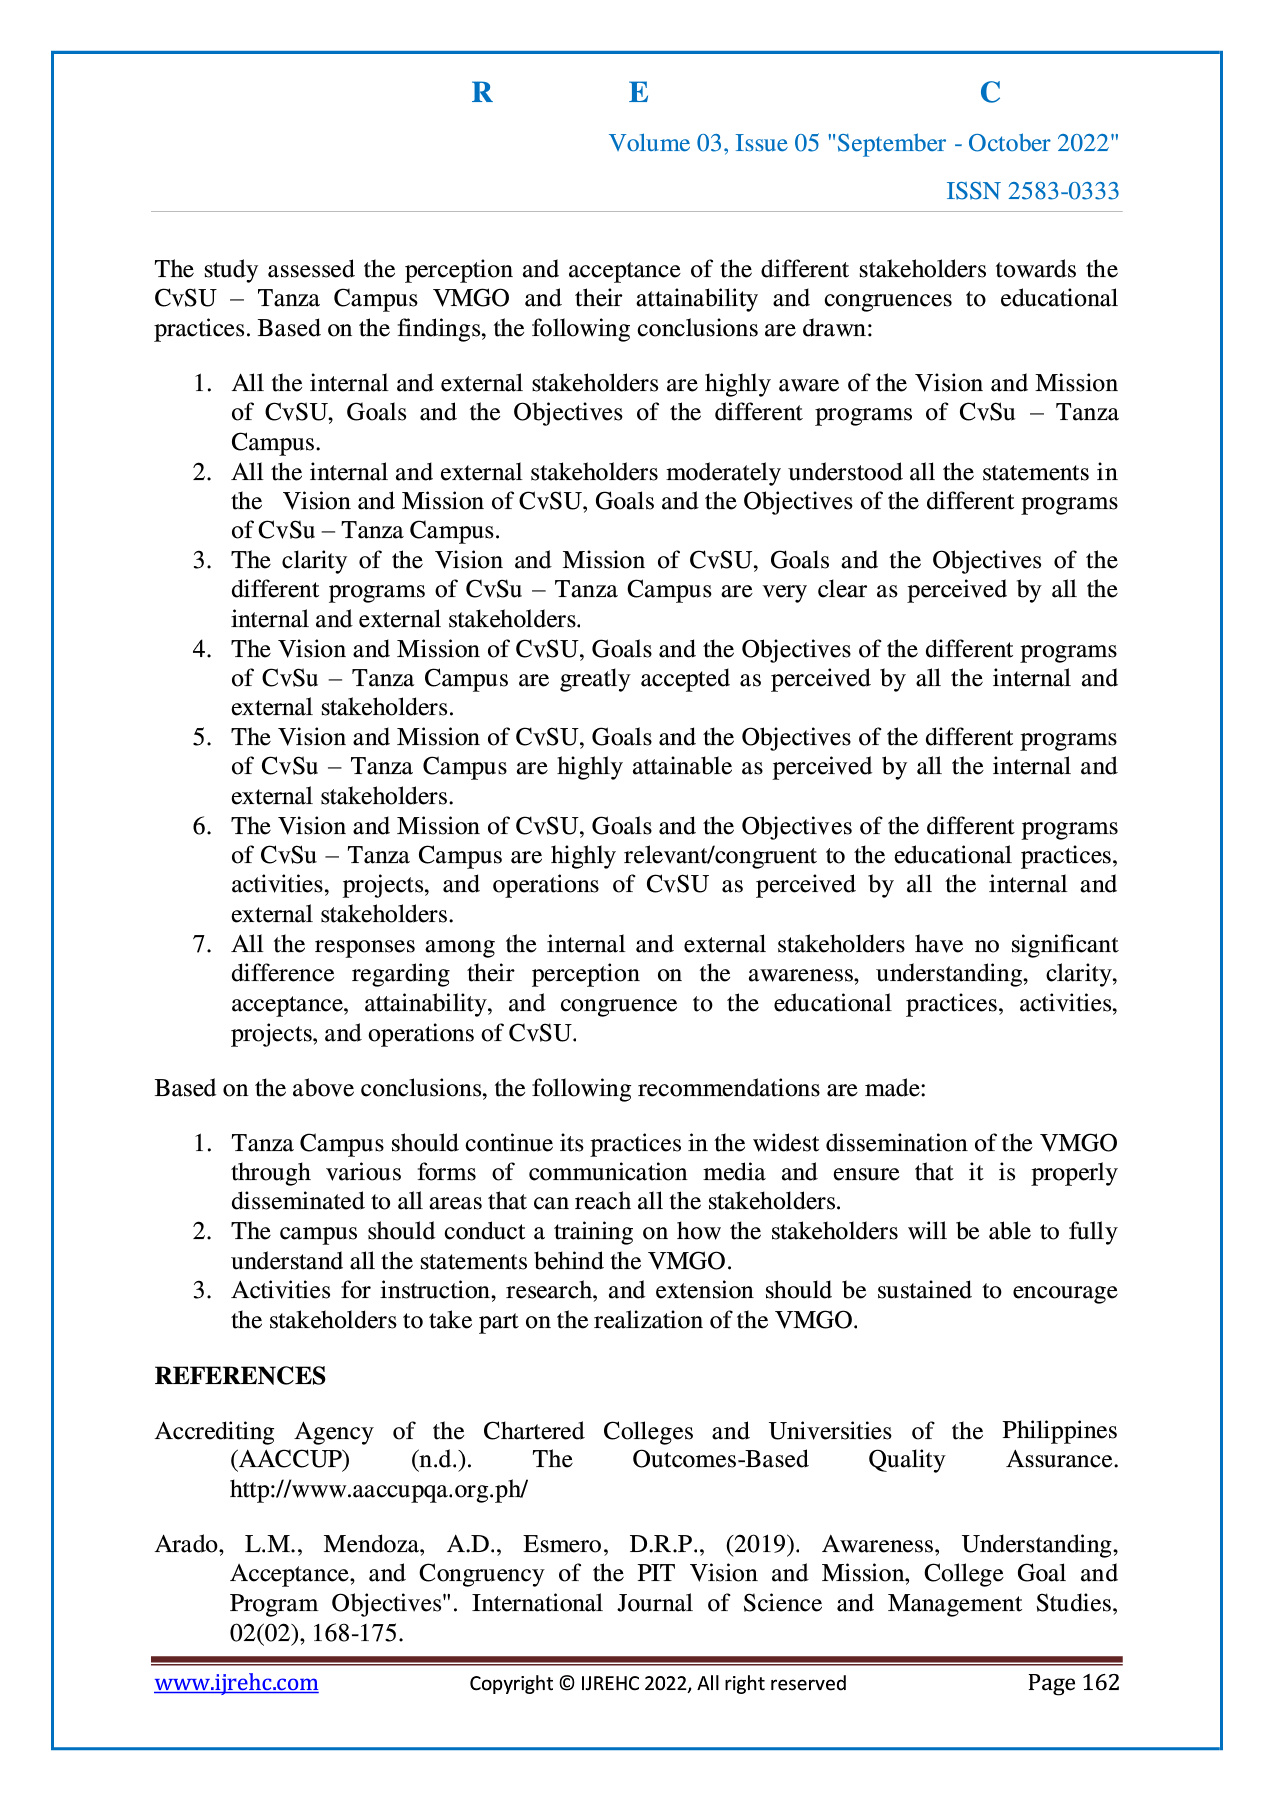 R E C
Volume 03, Issue 05 "September - October 2022"
ISSN 2583-0333
The study assessed the perception and acceptance of the different stakeholders towards the
CvSU – Tanza Campus VMGO and their attainability and congruences to educational
practices. Based on the findings, the following conclusions are drawn:
1. All the internal and external stakeholders are highly aware of the Vision and Mission
of CvSU, Goals and the Objectives of the different programs of CvSu – Tanza
Campus.
2. All the internal and external stakeholders moderately understood all the statements in
the Vision and Mission of CvSU, Goals and the Objectives of the different programs
of CvSu – Tanza Campus.
3. The clarity of the Vision and Mission of CvSU, Goals and the Objectives of the
different programs of CvSu – Tanza Campus are very clear as perceived by all the
internal and external stakeholders.
4. The Vision and Mission of CvSU, Goals and the Objectives of the different programs
of CvSu – Tanza Campus are greatly accepted as perceived by all the internal and
external stakeholders.
5. The Vision and Mission of CvSU, Goals and the Objectives of the different programs
of CvSu – Tanza Campus are highly attainable as perceived by all the internal and
external stakeholders.
6. The Vision and Mission of CvSU, Goals and the Objectives of the different programs
of CvSu – Tanza Campus are highly relevant/congruent to the educational practices,
activities, projects, and operations of CvSU as perceived by all the internal and
external stakeholders.
7. All the responses among the internal and external stakeholders have no significant
difference regarding their perception on the awareness, understanding, clarity,
acceptance, attainability, and congruence to the educational practices, activities,
projects, and operations of CvSU.
Based on the above conclusions, the following recommendations are made:
1. Tanza Campus should continue its practices in the widest dissemination of the VMGO
through various forms of communication media and ensure that it is properly
disseminated to all areas that can reach all the stakeholders.
2. The campus should conduct a training on how the stakeholders will be able to fully
understand all the statements behind the VMGO.
3. Activities for instruction, research, and extension should be sustained to encourage
the stakeholders to take part on the realization of the VMGO.
REFERENCES
Accrediting Agency of the Chartered Colleges and Universities of the Philippines
(AACCUP) (n.d.). The Outcomes-Based Quality Assurance.
http://www.aaccupqa.org.ph/
Arado, L.M., Mendoza, A.D., Esmero, D.R.P., (2019). Awareness, Understanding,
Acceptance, and Congruency of the PIT Vision and Mission, College Goal and
Program Objectives". International Journal of Science and Management Studies,
02(02), 168-175.
www.ijrehc.com Copyright © IJREHC 2022, All right reserved Page 162